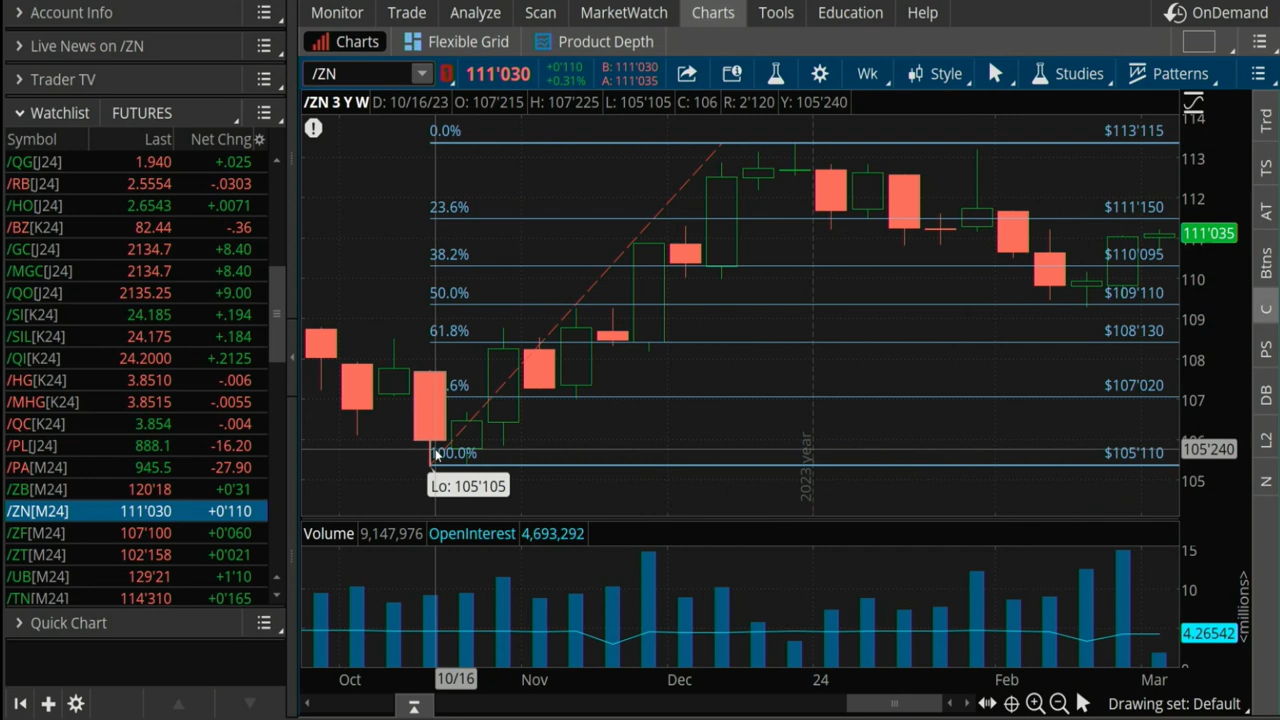 Account Info
Monitor Trade Analyze Scan MarketWatch Charts Tools Education Help OnDemand
Live News on /ZN
Charts Flexible Grid Product Depth
Trader TV
/ZN 111'030 +0'110 +0.31% B: 111'030 A: 111'035 Wk Style Studies Patterns
Watchlist FUTURES
/ZN 3 Y W D: 10/16/23 O: 107'215 H: 107'225 L: 105'105 C: 106 R: 2'120 Y: 105'240
Symbol Last Net Chng
/QG[J24] 1.940 +.025
/RB[J24] 2.5554 -.0303
/HO[J24] 2.6543 +.0071
/BZ[K24] 82.44 -.36
/GC[J24] 2134.7 +8.40
/MGC[J24] 2134.7 +8.40
/QO[J24] 2135.25 +9.00
/SI[K24] 24.185 +.194
/SIL[K24] 24.175 +.184
/QI[K24] 24.2000 +.2125
/HG[K24] 3.8510 -.006
/MHG[K24] 3.8515 -.0055
/QC[K24] 3.854 -.004
/PL[J24] 888.1 -16.20
/PA[M24] 945.5 -27.90
/ZB[M24] 120'18 +0'31
/ZN[M24] 111'030 +0'110
/ZF[M24] 107'100 +0'060
/ZT[M24] 102'158 +0'021
/UB[M24] 129'21 +1'10
/TN[M24] 114'310 +0'165
Quick Chart
0.0% $113'115
23.6% $111'150
38.2% $110'095
50.0% $109'110
61.8% $108'130
.6% $107'020
100.0% $105'110
Lo: 105'105
2023 year
114
113
112
111'035
110
109
108
107
105'240
105
Volume 9,147,976 OpenInterest 4,693,292
15
10
4.26542
0
<millions>
Oct 10/16 Nov Dec 24 Feb Mar
Drawing set: Default
Trd
TS
AT
Btns
C
PS
DB
L2
N